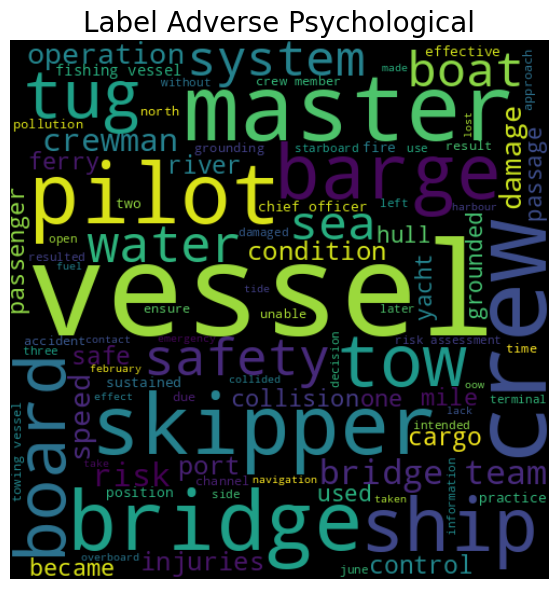 Label Adverse Psychological
operation
system
boat
effective
approach
fishing vessel
without
crew member
made
tug
master
pollution
north
crewman
grounding
starboard
fire
use
result
lost
damage
passage
ferry
river
barge
pilot
chief officer
left
harbour
passenger
two
sea
hull
open
damaged
water
condition
yacht
grounded
crew
resulted
vessel
fuel
tide
ensure
unable
later
accident
contact
emergency
decision
risk assessment
time
three
safe
safety
tow
february
board
speed
sustained
collided
oow
effect
due
collision
one
mile
lack
terminal
towing vessel
skipper
intended
cargo
take
risk
port
channel
navigation
bridge team
taken
information
practice
position
side
used
bridge
ship
overboard
became
injuries
june
control